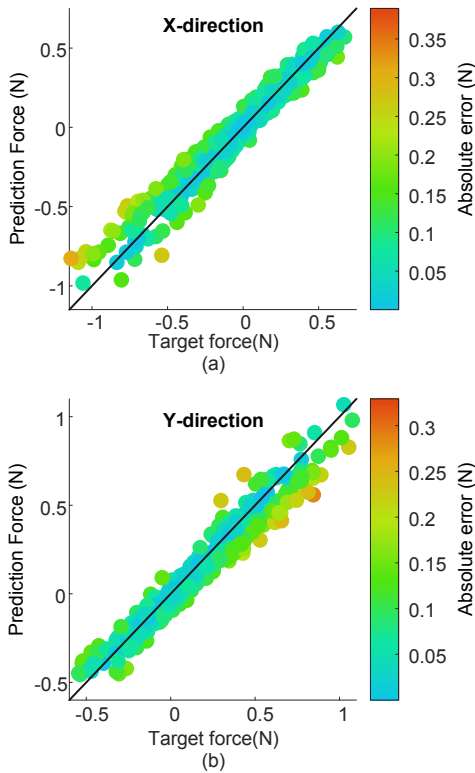 X-direction
0.5
0
-0.5
-1
Prediction Force (N)
-1
-0.5
0
0.5
Target force(N)
0.35
0.3
0.25
0.2
0.15
0.1
0.05
Absolute error (N)
(a)
Y-direction
1
0.5
0
-0.5
Prediction Force (N)
-0.5
0
0.5
1
Target force(N)
0.3
0.25
0.2
0.15
0.1
0.05
Absolute error (N)
(b)